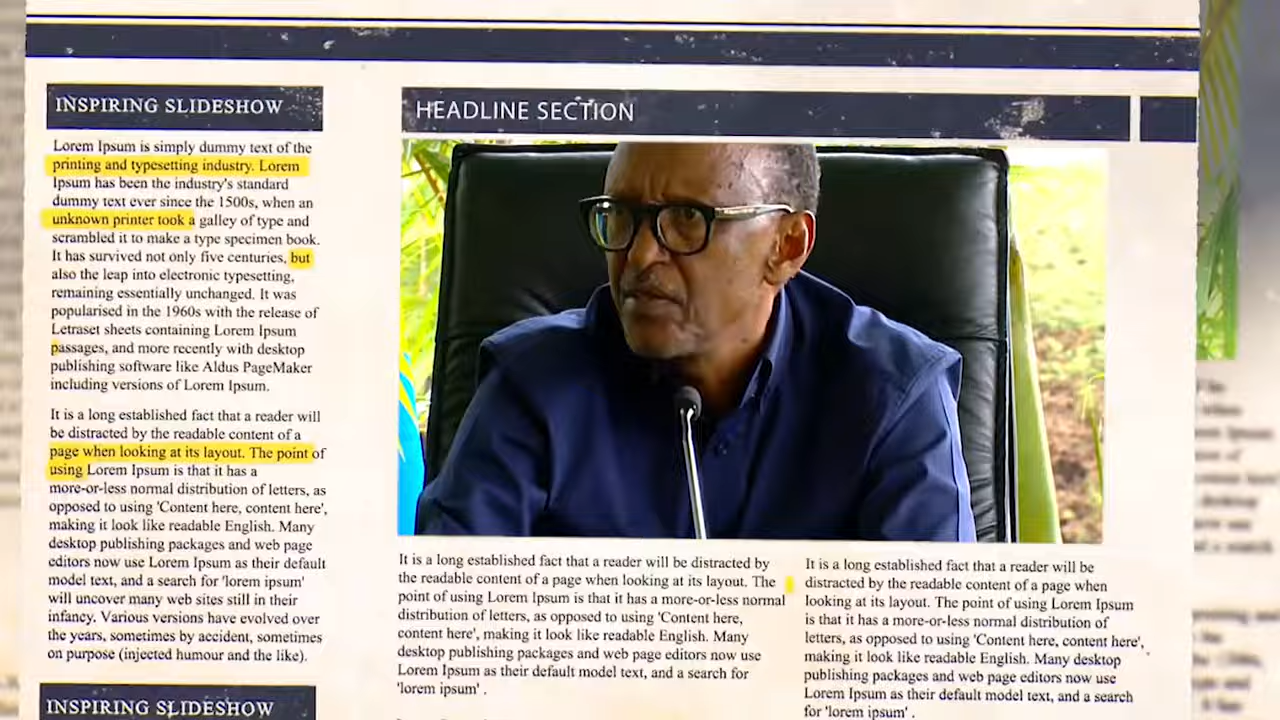 INSPIRING SLIDESHOW
Lorem Ipsum is simply dummy text of the
printing and typesetting industry. Lorem
Ipsum has been the industry's standard
dummy text ever since the 1500s, when an
unknown printer took a galley of type and
scrambled it to make a type specimen book.
It has survived not only five centuries, but
also the leap into electronic typesetting,
remaining essentially unchanged. It was
popularised in the 1960s with the release of
Letraset sheets containing Lorem Ipsum
passages, and more recently with desktop
publishing software like Aldus PageMaker
including versions of Lorem Ipsum.
It is a long established fact that a reader will
be distracted by the readable content of a
page when looking at its layout. The point of
using Lorem Ipsum is that it has a
more-or-less normal distribution of letters, as
opposed to using 'Content here, content here',
making it look like readable English. Many
desktop publishing packages and web page
editors now use Lorem Ipsum as their default
model text, and a search for 'lorem ipsum'
will uncover many web sites still in their
infancy. Various versions have evolved over
the years, sometimes by accident, sometimes
on purpose (injected humour and the like).
INSPIRING SLIDESHOW
HEADLINE SECTION
It is a long established fact that a reader will be distracted by
the readable content of a page when looking at its layout. The
point of using Lorem Ipsum is that it has a more-or-less normal
distribution of letters, as opposed to using 'Content here,
content here', making it look like readable English. Many
desktop publishing packages and web page editors now use
Lorem Ipsum as their default model text, and a search for
'lorem ipsum' .
It is a long established fact that a reader will be
distracted by the readable content of a page when
looking at its layout. The point of using Lorem Ipsum
is that it has a more-or-less normal distribution of
letters, as opposed to using 'Content here, content here',
making it look like readable English. Many desktop
publishing packages and web page editors now use
Lorem Ipsum as their default model text, and a search
for 'lorem ipsum' .